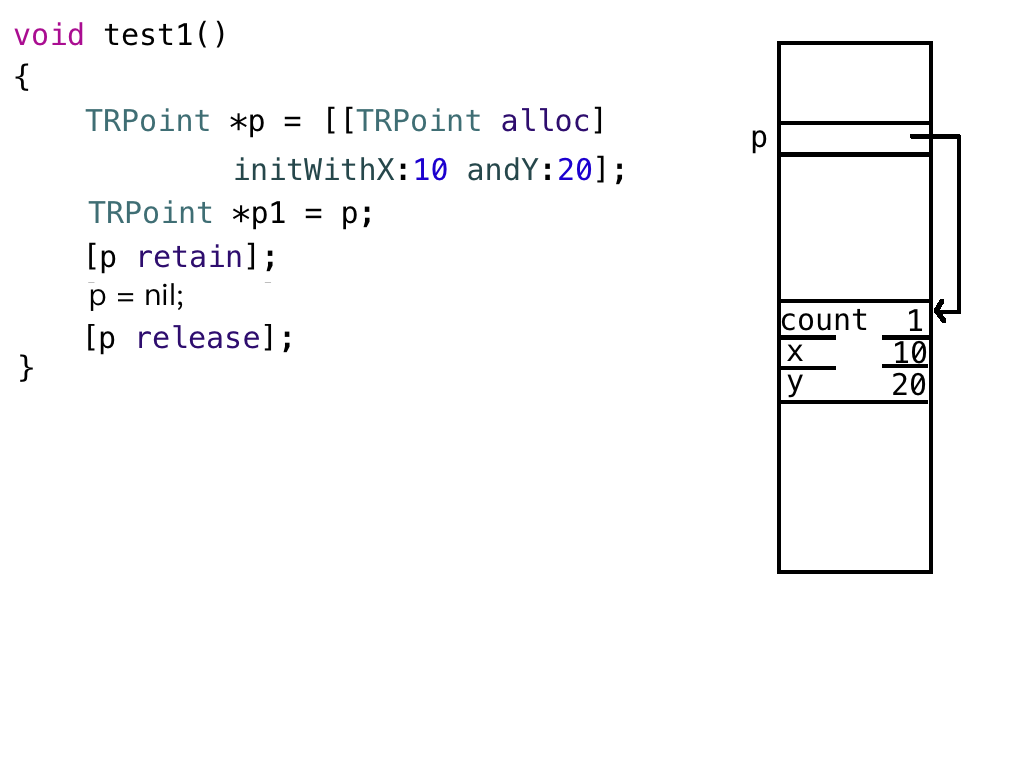 void test1()
{
TRPoint *p = [[TRPoint alloc]
initWithX:10 andY:20];
TRPoint *p1 = p;
[p retain];
p = nil;
[p release];
}
p
count 1
x 10
y 20